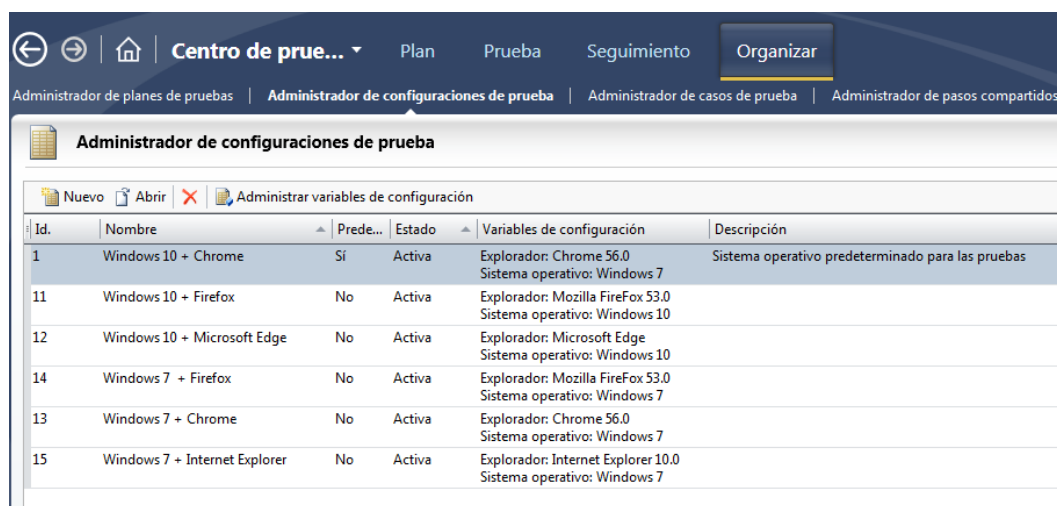 Centro de prue... Plan Prueba Seguimiento Organizar
Administrador de planes de pruebas | Administrador de configuraciones de prueba | Administrador de casos de prueba | Administrador de pasos compartidos
Administrador de configuraciones de prueba
Nuevo Abrir Administrar variables de configuración
Id. Nombre Prede... Estado Variables de configuración Descripción
1 Windows 10 + Chrome Sí Activa Explorador: Chrome 56.0 Sistema operativo predeterminado para las pruebas
Sistema operativo: Windows 7
11 Windows 10 + Firefox No Activa Explorador: Mozilla FireFox 53.0
Sistema operativo: Windows 10
12 Windows 10 + Microsoft Edge No Activa Explorador: Microsoft Edge
Sistema operativo: Windows 10
14 Windows 7 + Firefox No Activa Explorador: Mozilla FireFox 53.0
Sistema operativo: Windows 7
13 Windows 7 + Chrome No Activa Explorador: Chrome 56.0
Sistema operativo: Windows 7
15 Windows 7 + Internet Explorer No Activa Explorador: Internet Explorer 10.0
Sistema operativo: Windows 7